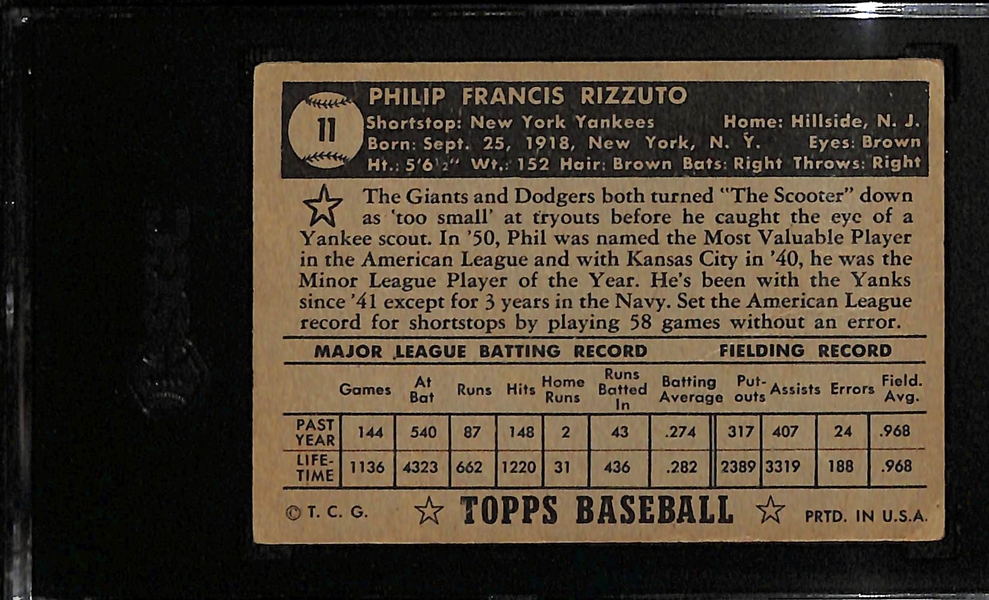 11
PHILIP FRANCIS RIZZUTO
Shortstop: New York Yankees Home: Hillside, N. J.
Born: Sept. 25, 1918, New York, N. Y. Eyes: Brown
Ht.: 5'6½" Wt.: 152 Hair: Brown Bats: Right Throws: Right
The Giants and Dodgers both turned "The Scooter" down
as 'too small' at tryouts before he caught the eye of a
Yankee scout. In '50, Phil was named the Most Valuable Player
in the American League and with Kansas City in '40, he was the
Minor League Player of the Year. He's been with the Yanks
since '41 except for 3 years in the Navy. Set the American League
record for shortstops by playing 58 games without an error.
MAJOR LEAGUE BATTING RECORD FIELDING RECORD
Games At Bat Runs Hits Home Runs Runs Batted In Batting Average Put-outs Assists Errors Field. Avg.
PAST YEAR 144 540 87 148 2 43 .274 317 407 24 .968
LIFE-TIME 1136 4323 662 1220 31 436 .282 2389 3319 188 .968
© T. C. G. TOPPS BASEBALL PRTD. IN U.S.A.